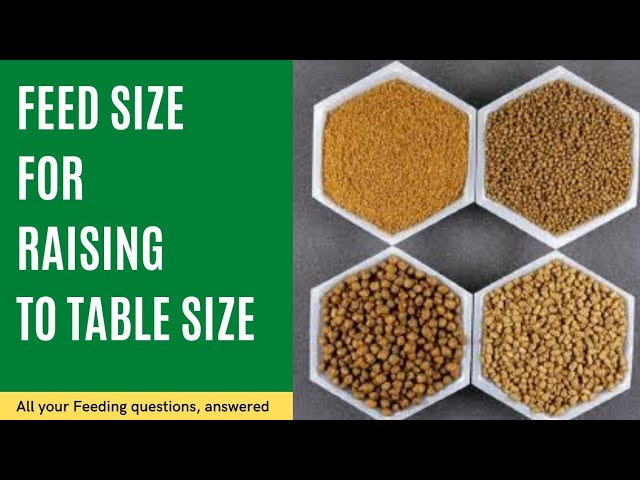 FEED SIZE
FOR
RAISING
TO TABLE SIZE
All your Feeding questions, answered